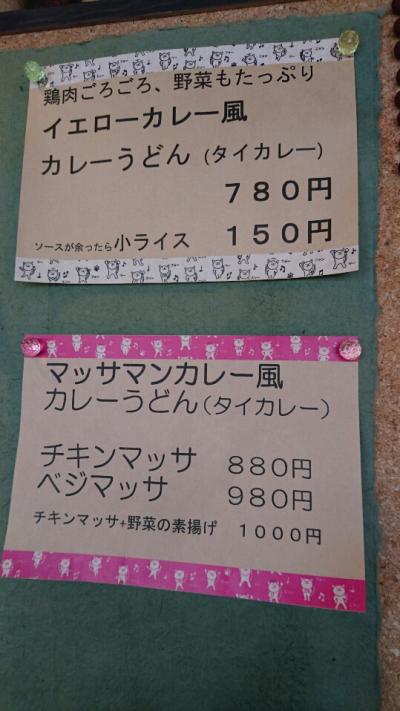 鶏肉ごろごろ、野菜もたっぷり
イエローカレー風
カレーうどん (タイカレー)
７８０円
ソースが余ったら小ライス １５０円
マッサマンカレー風
カレーうどん(タイカレー)
チキンマッサ 880円
ベジマッサ 980円
チキンマッサ+野菜の素揚げ 1000円